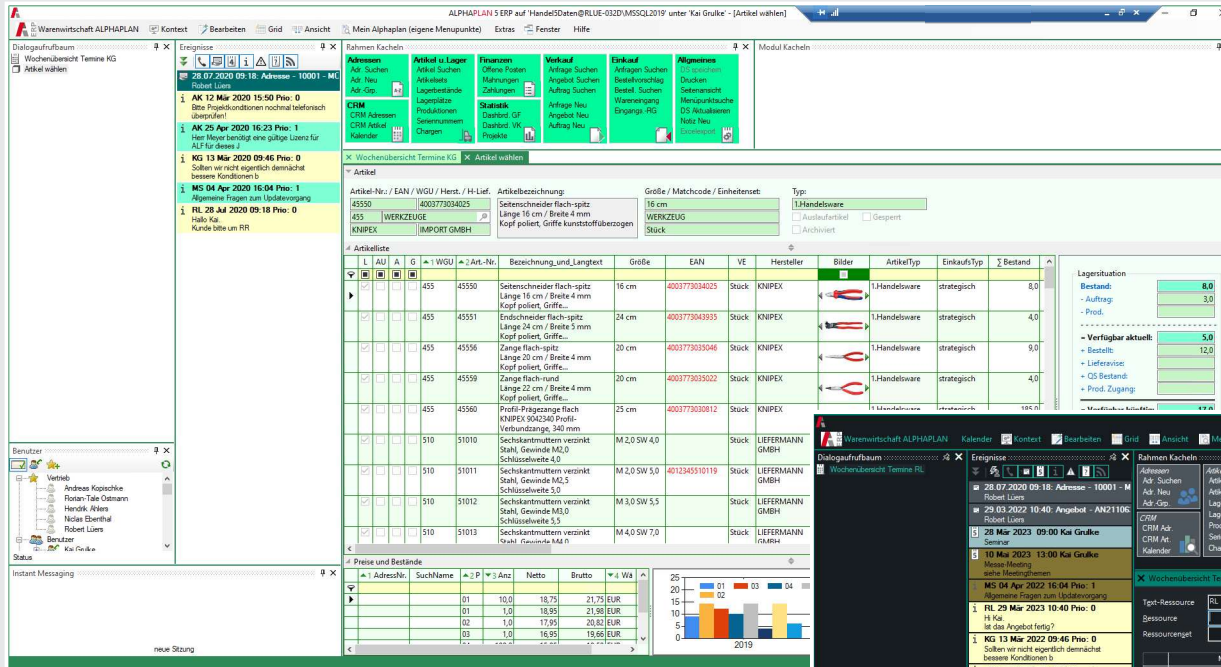 ALPHAPLAN 5 ERP auf 'Handel5Daten@RLUE-032D\MSSQL2019' unter 'Kai Grulke' - [Artikel wählen]
Warenwirtschaft ALPHAPLAN Kontext Bearbeiten Grid Ansicht Mein Alphaplan (eigene Menupunkte) Extras Fenster Hilfe
Dialogaufrufbaum
Wochenübersicht Termine KG
Artikel wählen
Ereignisse
28.07.2020 09:18: Adresse - 10001 - MC
Robert Lüers
AK 12 Mär 2020 15:50 Prio: 0
Bitte Projektkonditionen nochmal telefonisch
überprüfen!
AK 25 Apr 2020 16:23 Prio: 1
Herr Meyer benötigt eine gültige Lizenz für
ALF für dieses J
KG 13 Mär 2020 09:46 Prio: 0
Sollten wir nicht eigentlich demnächst
bessere Konditionen b
MS 04 Apr 2020 16:04 Prio: 1
Allgemeine Fragen zum Updatevorgang
RL 28 Jul 2020 09:18 Prio: 0
Hallo Kai.
Kunde bitte um RR
Rahmen Kacheln
Adressen
Adr. Suchen
Adr. Neu
Adr.-Grp.
CRM
CRM Adressen
CRM Artikel
Kalender
Artikel u.Lager
Artikel Suchen
Artikelsets
Lagerbestände
Lagerplätze
Produktionen
Seriennummern
Chargen
Finanzen
Offene Posten
Mahnungen
Zahlungen
Statistik
Dashbrd. GF
Dashbrd. VK
Projekte
Verkauf
Anfrage Suchen
Angebot Suchen
Auftrag Suchen
Anfrage Neu
Angebot Neu
Auftrag Neu
Einkauf
Anfragen Suchen
Bestellvorschlag
Bestell. Suchen
Wareneingang
Eingangs.-RG
Allgmeines
DS speichern
Drucken
Seitenansicht
Menüpunktsuche
DS Aktualisieren
Notiz Neu
Excelexport
Modul Kacheln
Wochenübersicht Termine KG Artikel wählen
Artikel
Artikel-Nr.: / EAN / WGU / Herst. / H-Lief. Artikelbezeichnung: Größe / Matchcode / Einheitenset: Typ:
45550 4003773034025 Seitenschneider flach-spitz 16 cm 1.Handelsware
455 WERKZEUGE Länge 16 cm / Breite 4 mm WERKZEUG Auslaufartikel Gesperrt
KNIPEX IMPORT GMBH Kopf poliert, Griffe kunststoffüberzogen Stück Archiviert
Artikelliste
L AU A G 1 WGU 2 Art.-Nr. Bezeichnung_und_Langtext Größe EAN VE Hersteller Bilder ArtikelTyp EinkaufsTyp ∑ Bestand
455 45550 Seitenschneider flach-spitz 16 cm 4003773034025 Stück KNIPEX 1.Handelsware strategisch 8,0
Länge 16 cm / Breite 4 mm
Kopf poliert, Griffe...
455 45551 Endschneider flach-spitz 24 cm 4003773043935 Stück KNIPEX 1.Handelsware strategisch 4,0
Länge 24 cm / Breite 5 mm
Kopf poliert, Griffe...
455 45556 Zange flach-spitz 20 cm 4003773035046 Stück KNIPEX 1.Handelsware strategisch 9,0
Länge 20 cm / Breite 4 mm
Kopf poliert, Griffe...
455 45559 Zange flach-rund 20 cm 4003773035022 Stück KNIPEX 1.Handelsware strategisch 4,0
Länge 22 cm / Breite 4 mm
Kopf poliert, Griffe...
455 45560 Profil-Prägezange flach 25 cm 4003773030812 Stück KNIPEX 1.Handelsware strategisch 185,0
KNIPEX 9042340 Profil-
Verbundzange, 340 mm
510 51010 Sechskantmuttern verzinkt M 2,0 SW 4,0 Stück LIEFERMANN
Stahl, Gewinde M2,0 GMBH
Schlüsselweite 4,0
510 51011 Sechskantmuttern verzinkt M 2,0 SW 5,0 4012345510119 Stück LIEFERMANN
Stahl, Gewinde M2,5 GMBH
Schlüsselweite 5,0
510 51012 Sechskantmuttern verzinkt M 3,0 SW 5,5 Stück LIEFERMANN
Stahl, Gewinde M3,0 GMBH
Schlüsselweite 5,5
510 51013 Sechskantmuttern verzinkt M 4,0 SW 7,0 Stück LIEFERMANN
Stahl, Gewinde M4,0 GMBH
Lagersituation
Bestand: 8,0
- Auftrag: 3,0
- Prod.
= Verfügbar aktuell: 5,0
+ Bestellt: 12,0
+ Lieferavise:
+ QS Bestand:
+ Prod. Zugang:
= Verfügbar künftig: 17,0
Benutzer
Vertrieb
Andreas Kopischke
Florian-Tale Ostmann
Hendrik Ahlers
Niclas Ebenthal
Robert Lüers
Benutzer
Kai Grulke
Status
Instant Messaging
neue Sitzung
Preise und Bestände
1 AdressNr. SuchName 2 P 3 Anz Netto Brutto 4 Wä
01 10,0 18,75 21,75 EUR
01 1,0 18,95 21,98 EUR
02 1,0 17,95 20,82 EUR
03 1,0 16,95 19,66 EUR
25
20
15
10
5
0
01 03 04
02
2019
Warenwirtschaft ALPHAPLAN Kalender Kontext Bearbeiten Grid Ansicht Me
Dialogaufrufbaum
Wochenübersicht Termine RL
Ereignisse
28.07.2020 09:18: Adresse - 10001 - M
Robert Lüers
29.03.2022 10:40: Angebot - AN21106
Robert Lüers
28 Mär 2023 09:00 Kai Grulke
Seminar
10 Mai 2023 13:00 Kai Grulke
Messe-Meeting
siehe Meetingthemen
MS 04 Apr 2022 16:04 Prio: 1
Allgemeine Fragen zum Updatevorgang
RL 29 Mär 2023 10:40 Prio: 0
Hi Kai.
Ist das Angebot fertig?
KG 13 Mär 2022 09:46 Prio: 0
Sollten wir nicht eigentlich demnächst
bessere Konditionen b
Rahmen Kacheln
Adressen
Adr. Suchen
Adr. Neu
Adr.-Grp.
CRM
CRM Adr.
CRM Art.
Kalender
Wochenübersicht Te
Text-Ressource RL
Ressource
Ressourcenset